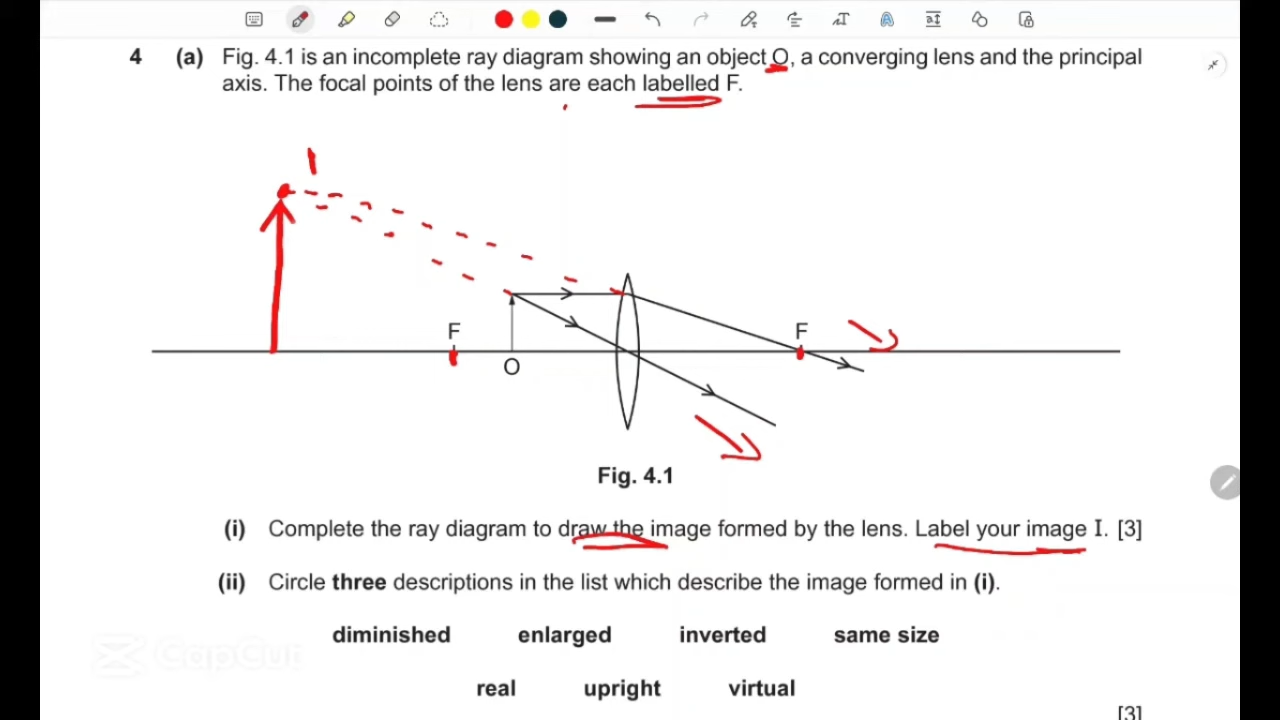 4 (a) Fig. 4.1 is an incomplete ray diagram showing an object O, a converging lens and the principal
axis. The focal points of the lens are each labelled F.
I
F
F
O
Fig. 4.1
(i) Complete the ray diagram to draw the image formed by the lens. Label your image I. [3]
(ii) Circle three descriptions in the list which describe the image formed in (i).
diminished enlarged inverted same size
CapCut
real upright virtual
[3]